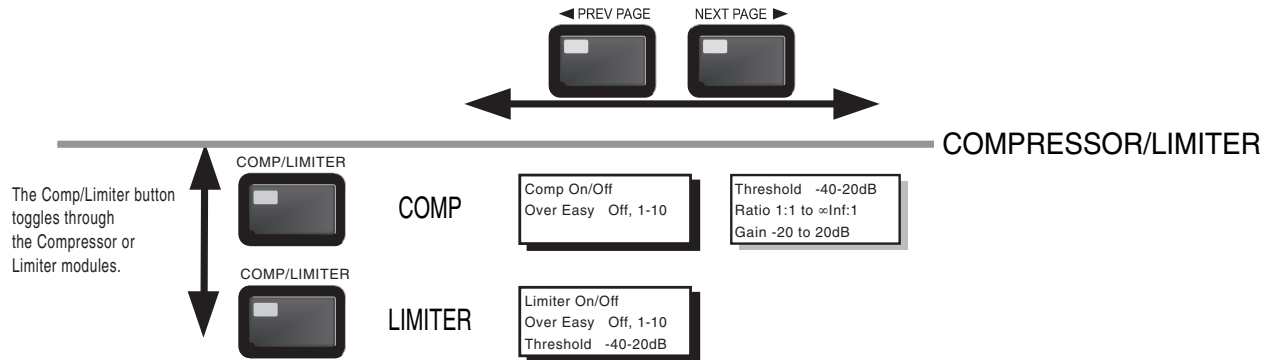 ◄ PREV PAGE NEXT PAGE ►
COMPRESSOR/LIMITER
The Comp/Limiter button
toggles through
the Compressor or
Limiter modules.
COMP/LIMITER
COMP
Comp On/Off
Over Easy Off, 1-10
Threshold -40-20dB
Ratio 1:1 to ∞Inf:1
Gain -20 to 20dB
COMP/LIMITER
LIMITER
Limiter On/Off
Over Easy Off, 1-10
Threshold -40-20dB